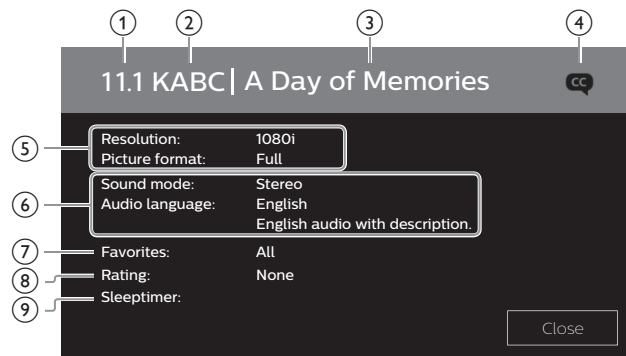 1 2 3 4
11.1 KABC | A Day of Memories CC
5 Resolution: 1080i
Picture format: Full
6 Sound mode: Stereo
Audio language: English
English audio with description.
7 Favorites: All
8 Rating: None
9 Sleeptimer:
Close